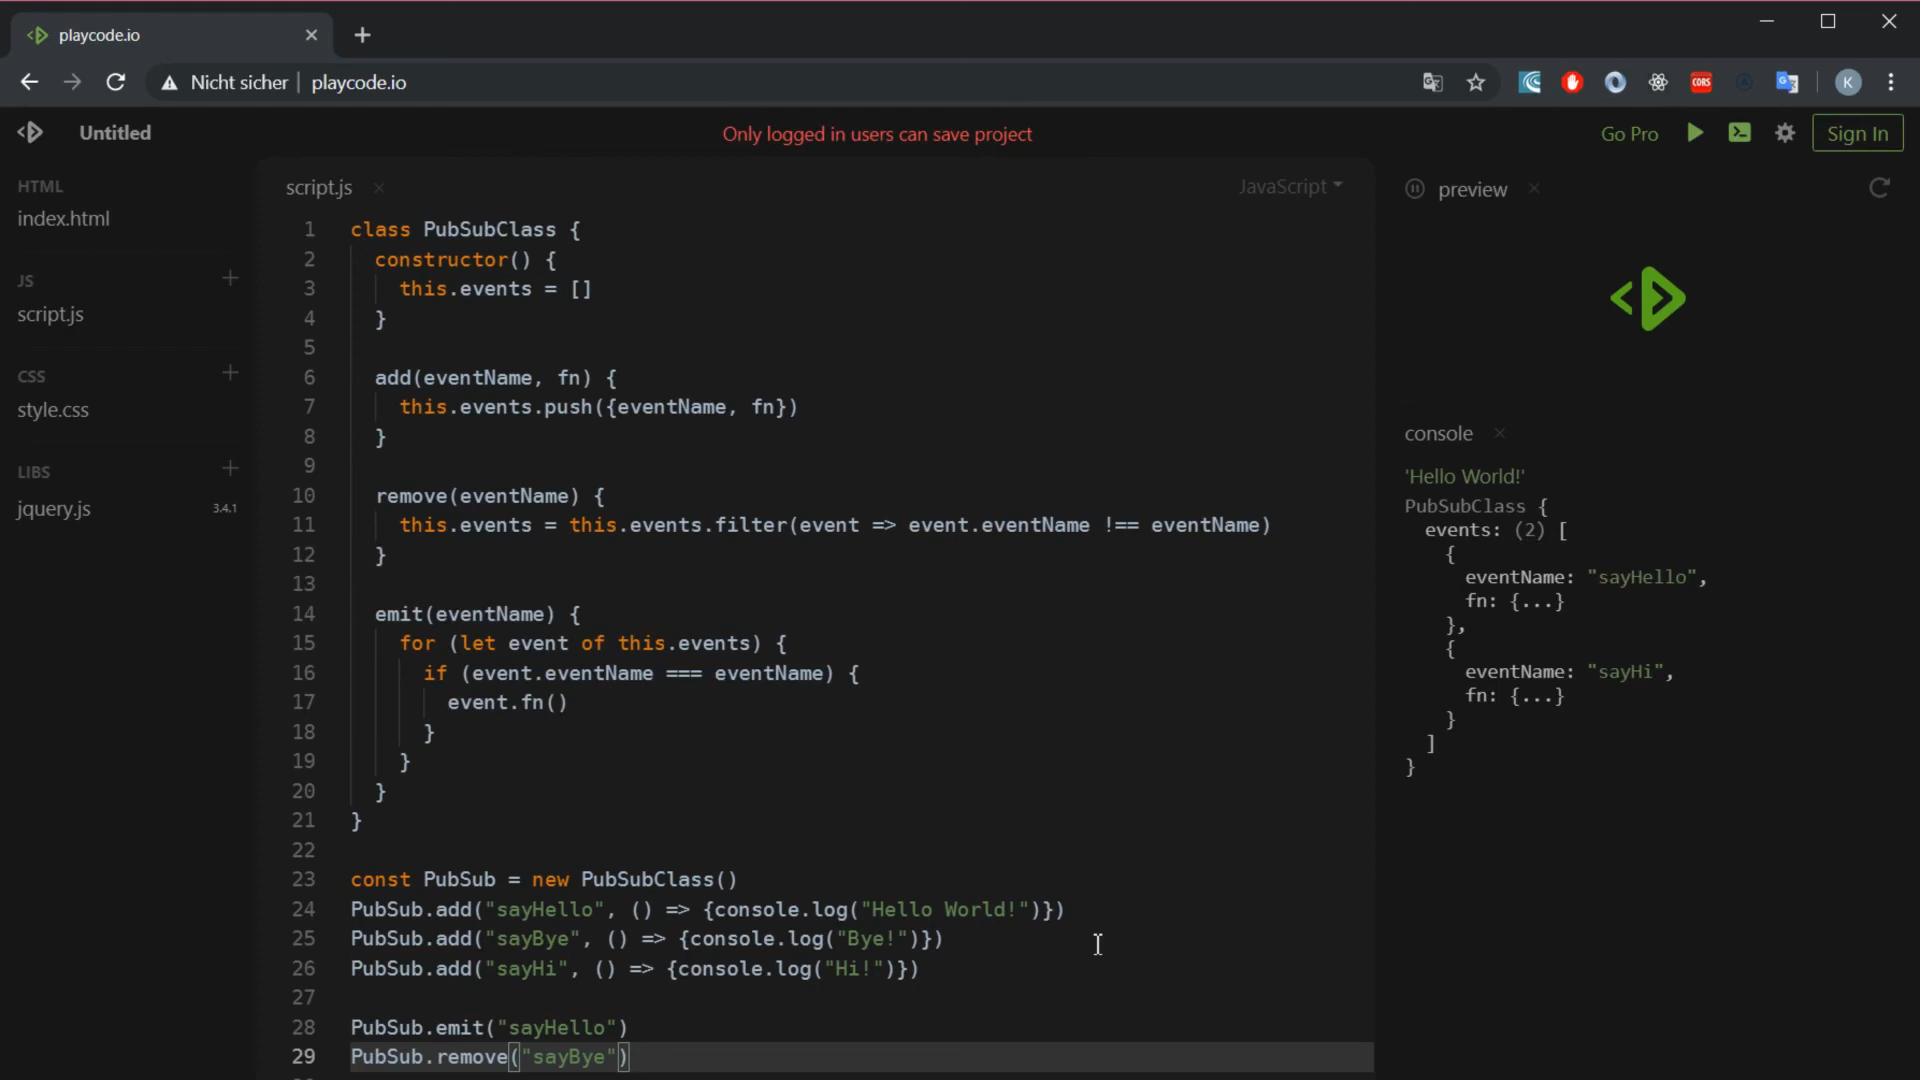 playcode.io
Nicht sicher | playcode.io
CORS
K
Untitled
Only logged in users can save project
Go Pro
Sign In
HTML
index.html
JS
script.js
CSS
style.css
LIBS
jquery.js 3.4.1
script.js
JavaScript
1 class PubSubClass {
2 constructor() {
3 this.events = []
4 }
5
6 add(eventName, fn) {
7 this.events.push({eventName, fn})
8 }
9
10 remove(eventName) {
11 this.events = this.events.filter(event => event.eventName !== eventName)
12 }
13
14 emit(eventName) {
15 for (let event of this.events) {
16 if (event.eventName === eventName) {
17 event.fn()
18 }
19 }
20 }
21 }
22
23 const PubSub = new PubSubClass()
24 PubSub.add("sayHello", () => {console.log("Hello World!")})
25 PubSub.add("sayBye", () => {console.log("Bye!")})
26 PubSub.add("sayHi", () => {console.log("Hi!")})
27
28 PubSub.emit("sayHello")
29 PubSub.remove("sayBye")
preview
console
'Hello World!'
PubSubClass {
events: (2) [
{
eventName: "sayHello",
fn: {...}
},
{
eventName: "sayHi",
fn: {...}
}
]
}